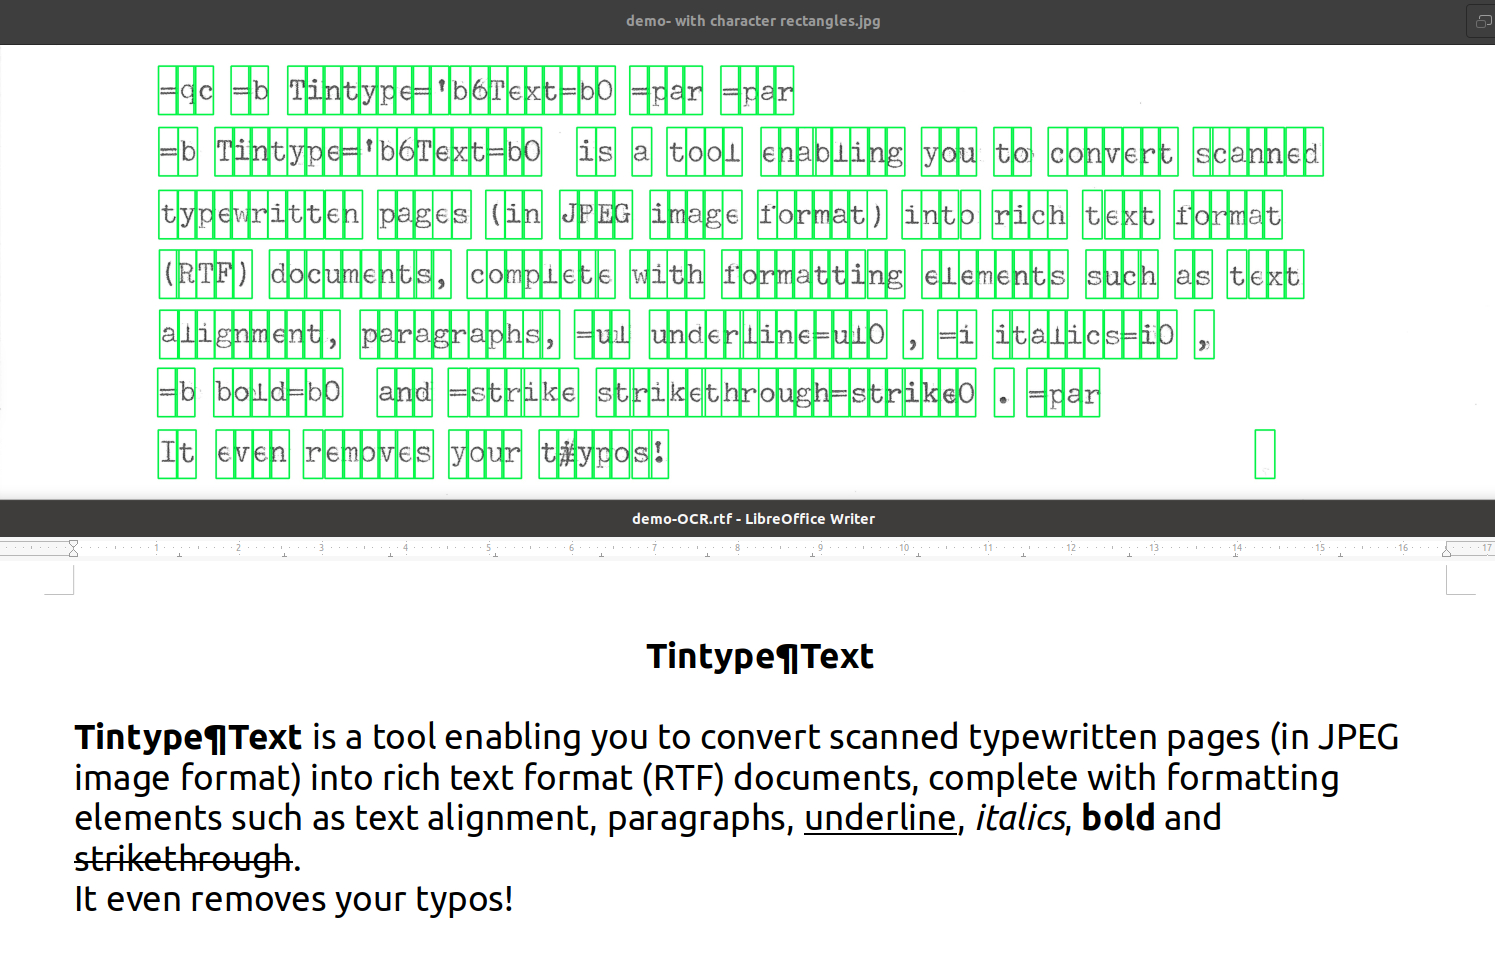 demo- with character rectangles.jpg
=qc =b Tintype='b6Text=b0 =par =par
=b Tintype='b6Text=b0 is a tool enabling you to convert scanned
typewritten pages (in JPEG image format) into rich text format
(RTF) documents, complete with formatting elements such as text
alignment, paragraphs, =ul underline=ul0 , =i italics=i0 ,
=b bold=b0 and =strike strikethrough=strike0 . =par
It even removes your t#ypos!
demo-OCR.rtf - LibreOffice Writer
1 2 3 4 5 6 7 8 9 10 11 12 13 14 15 16 17
Tintype¶Text
Tintype¶Text is a tool enabling you to convert scanned typewritten pages (in JPEG
image format) into rich text format (RTF) documents, complete with formatting
elements such as text alignment, paragraphs, underline, italics, bold and
strikethrough.
It even removes your typos!